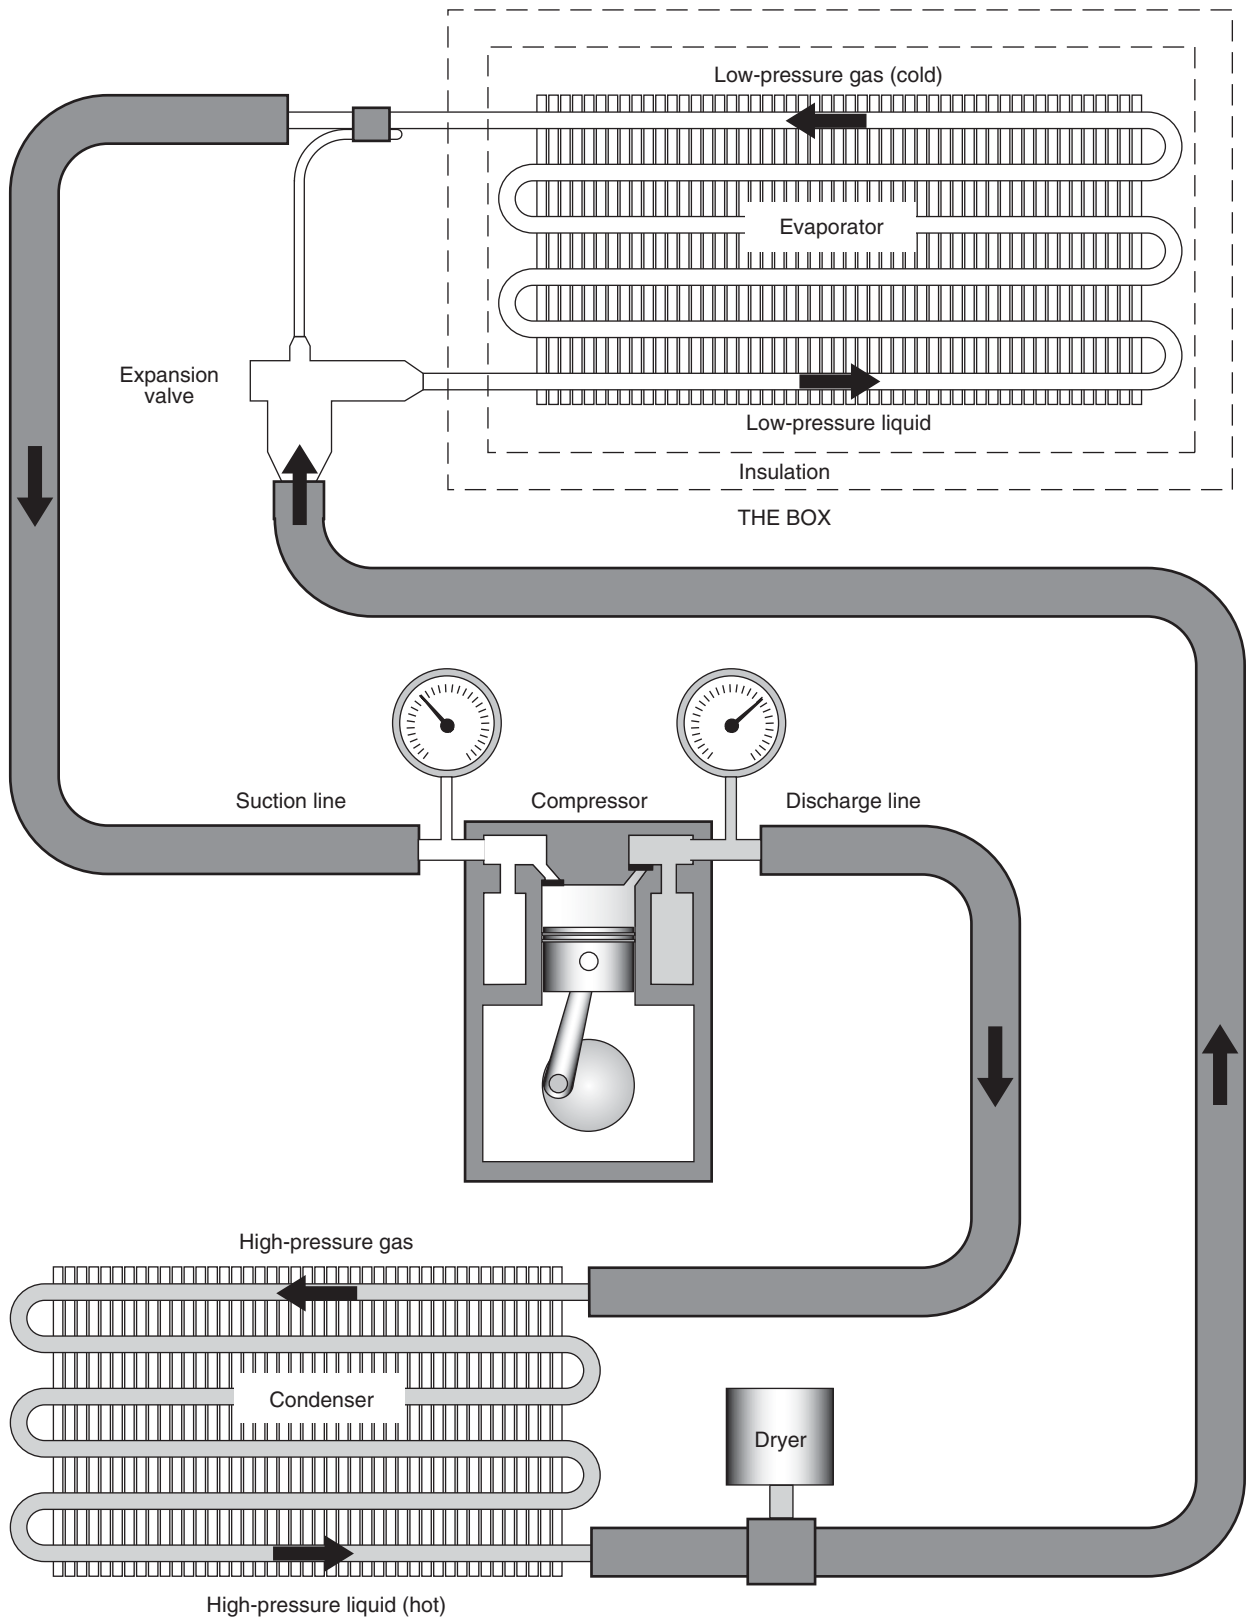 Low-pressure gas (cold)
Evaporator
Expansion
valve
Low-pressure liquid
Insulation
THE BOX
Suction line
Compressor
Discharge line
High-pressure gas
Condenser
Dryer
High-pressure liquid (hot)